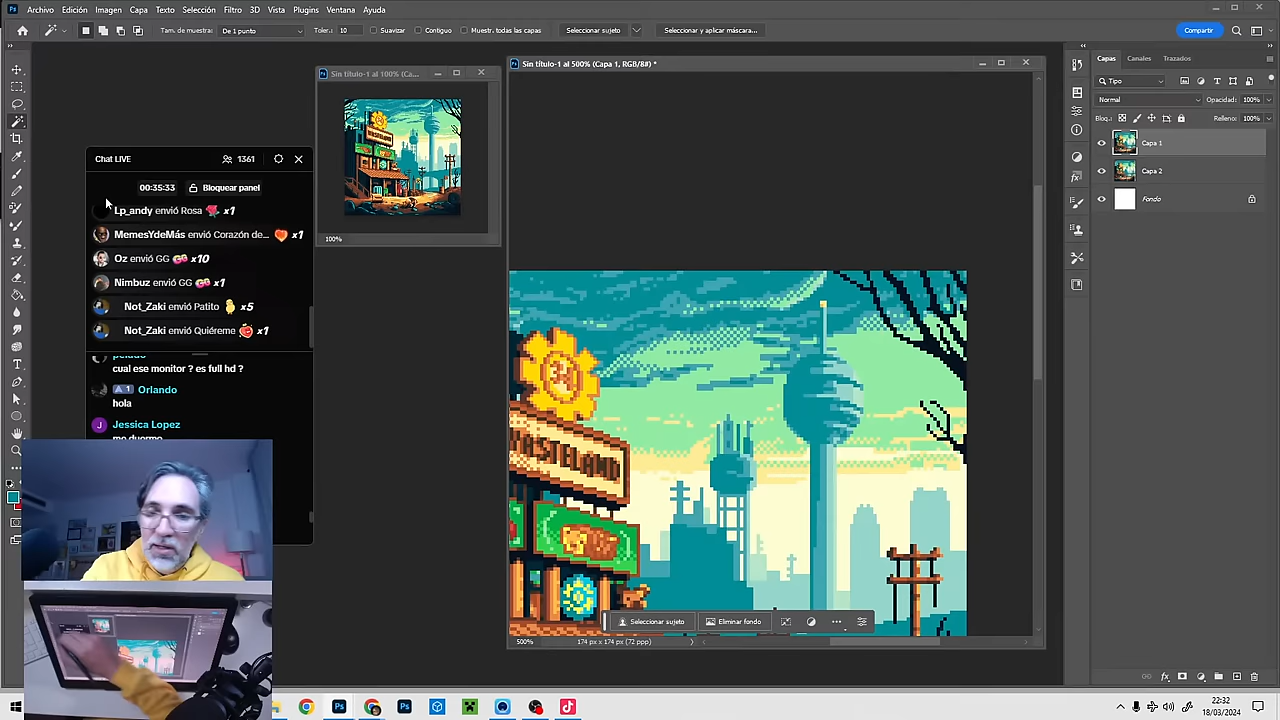 Archivo Edición Imagen Capa Texto Selección Filtro 3D Vista Plugins Ventana Ayuda
Tam. de muestra: De 1 punto Toler.: 10 Suavizar Contiguo Muestr. todas las capas Seleccionar sujeto Seleccionar y aplicar máscara... Compartir
Sin título-1 al 100% (Ca...
Sin título-1 al 500% (Capa 1, RGB/8#) *
Capas Canales Trazados
Tipo
Normal Opacidad: 100%
Bloq.: Relleno: 100%
Capa 1
Capa 2
Fondo
WASTELAND
100%
Chat LIVE 1361
00:35:33 Bloquear panel
Lp_andy envió Rosa x1
MemesYdeMás envió Corazón de... x1
Oz envió GG x10
Nimbuz envió GG x1
Not_Zaki envió Patito x5
Not_Zaki envió Quiéreme x1
cual ese monitor ? es full hd ?
1 Orlando
hola
J Jessica Lopez
me duermo
WASTELAND
Seleccionar sujeto Eliminar fondo
500% 174 px x 174 px (72 ppp)
22:32
18/03/2024